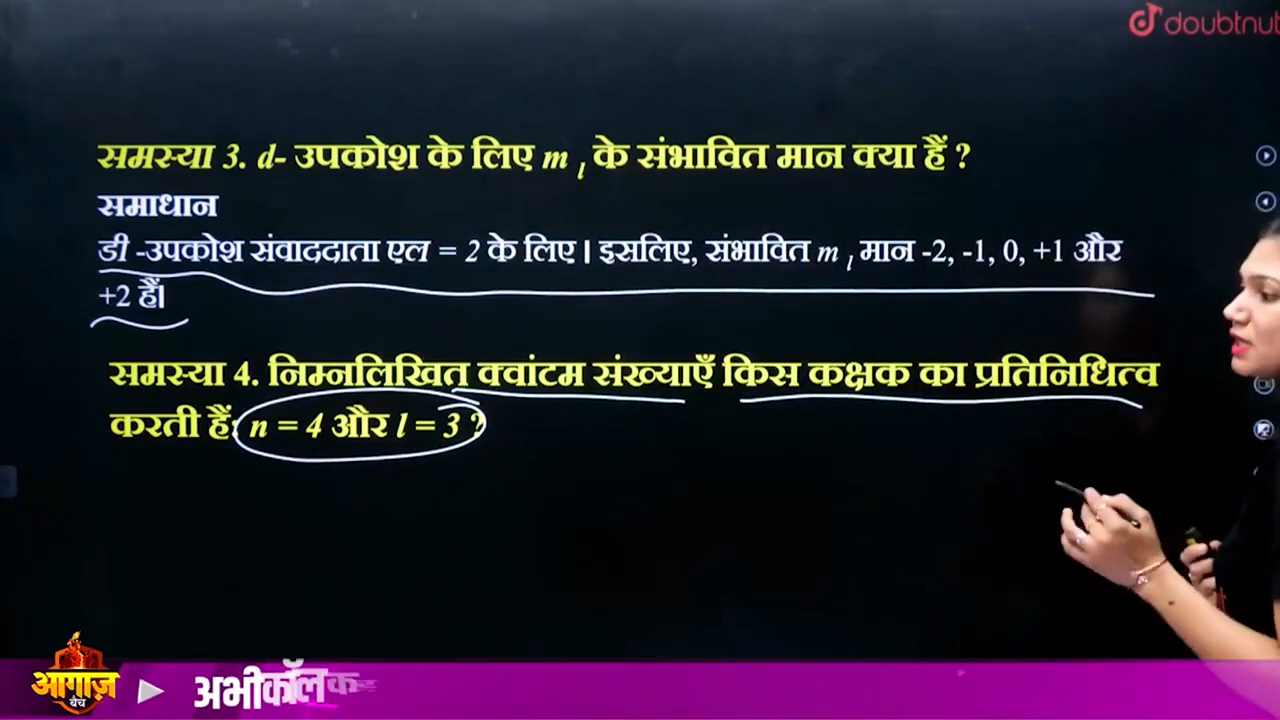 doubtnut
समस्या 3. d- उपकोश के लिए m l के संभावित मान क्या हैं ?
समाधान
डी -उपकोश संवाददाता एल = 2 के लिए | इसलिए, संभावित m l मान -2, -1, 0, +1 और
+2 हैं|
समस्या 4. निम्नलिखित क्वांटम संख्याएँ किस कक्षक का प्रतिनिधित्व
करती हैं: n = 4 और l = 3 ?
आगाज़
बैच
अभी कॉल